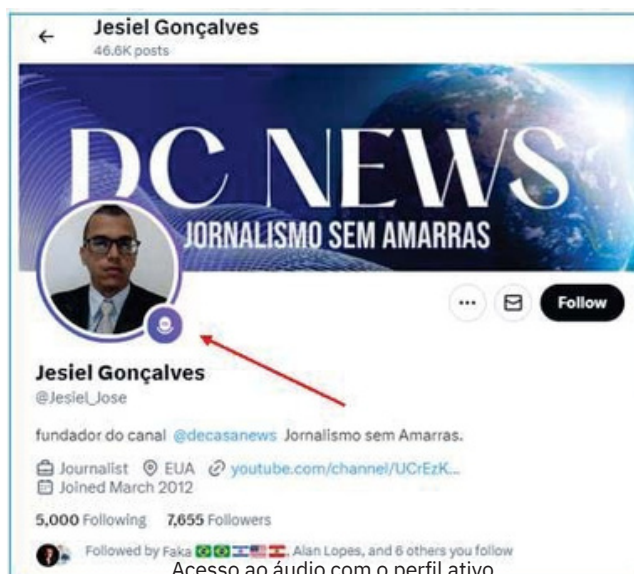 Jesiel Gonçalves
46.6K posts
DC NEWS
JORNALISMO SEM AMARRAS
Follow
Jesiel Gonçalves
@Jesiel_Jose
fundador do canal @decasanews Jornalismo sem Amarras.
Journalist EUA youtube.com/channel/UCrEzK...
Joined March 2012
5,000 Following 7,655 Followers
Followed by Faka 🇧🇷🇧🇷🇮🇱🇺🇸, Alan Lopes, and 6 others you follow
Acesso ao áudio com o perfil ativo